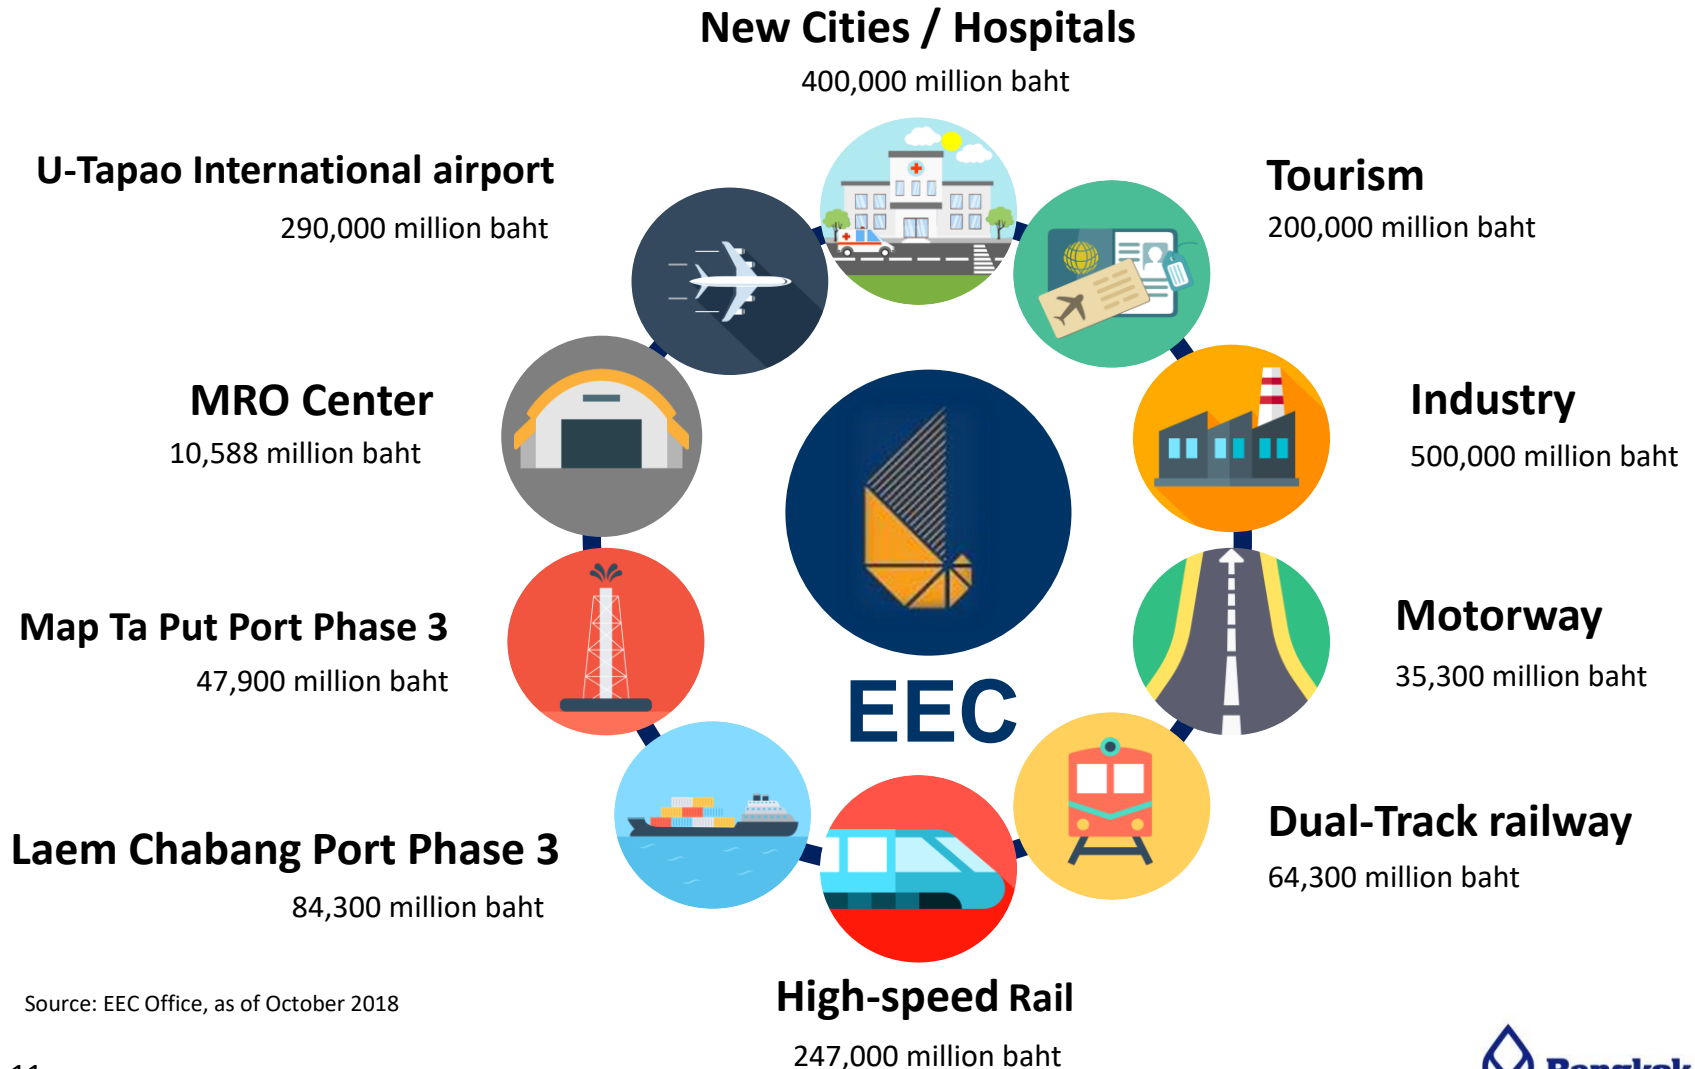 New Cities / Hospitals
400,000 million baht
U-Tapao International airport
290,000 million baht
Tourism
200,000 million baht
MRO Center
10,588 million baht
Industry
500,000 million baht
Map Ta Put Port Phase 3
47,900 million baht
Motorway
35,300 million baht
EEC
Laem Chabang Port Phase 3
84,300 million baht
Dual-Track railway
64,300 million baht
High-speed Rail
247,000 million baht
Source: EEC Office, as of October 2018